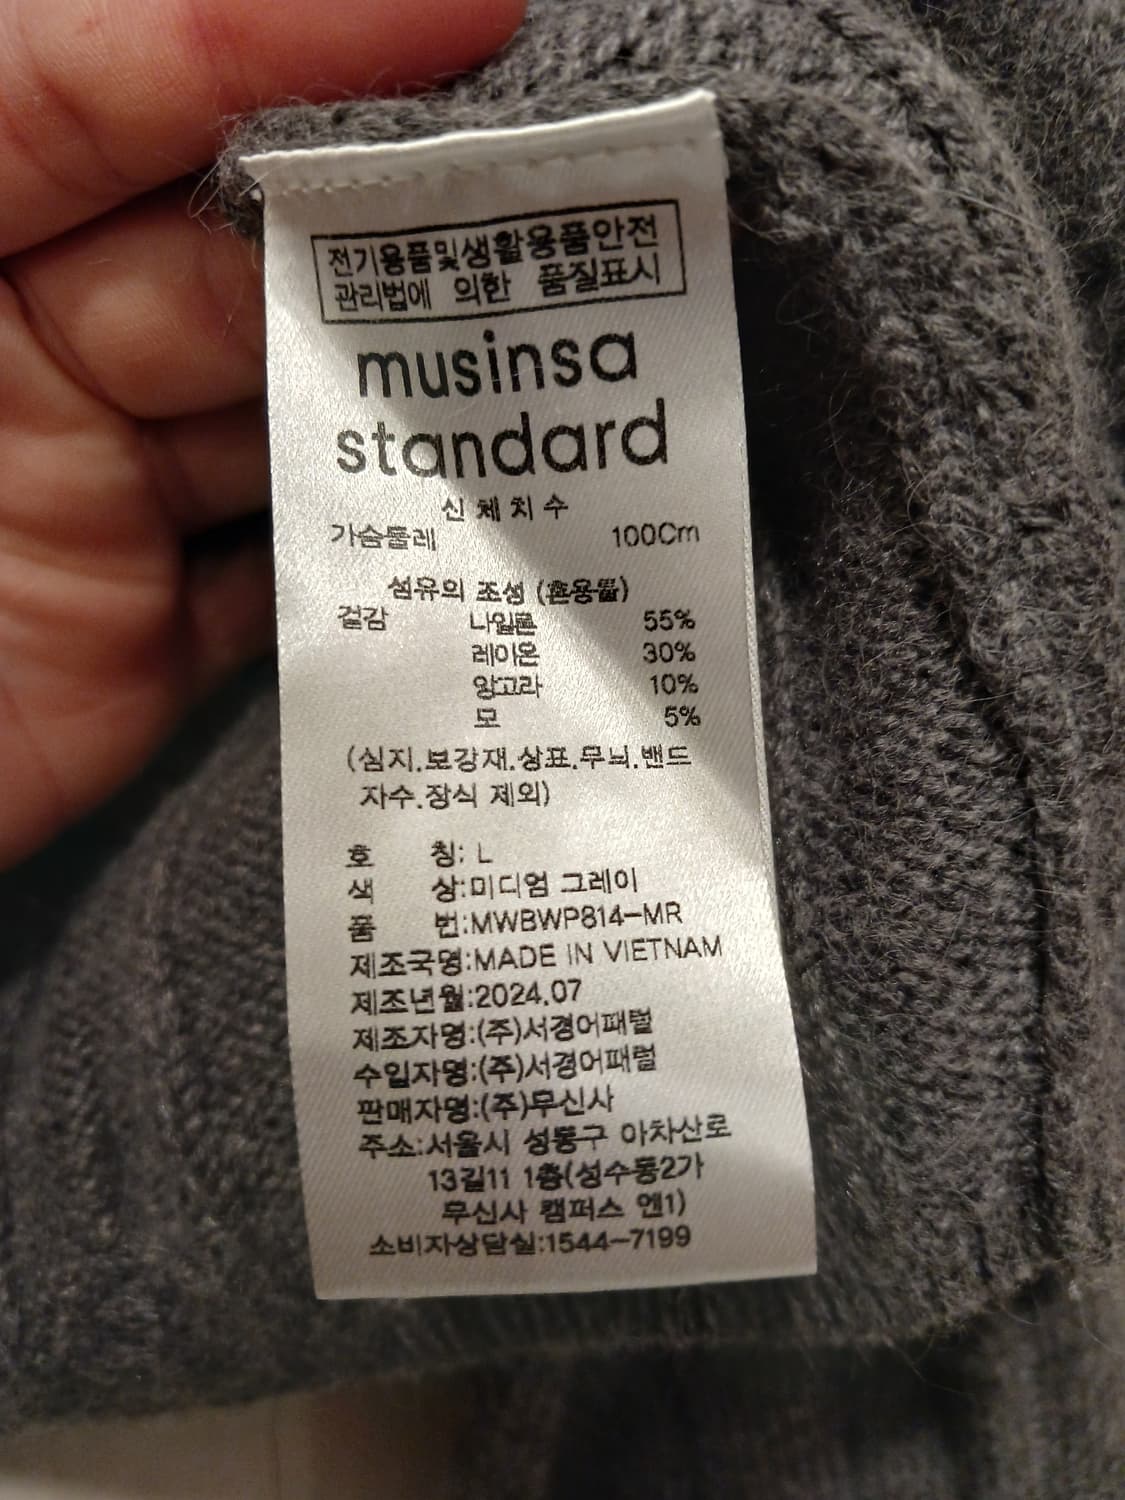 전기용품및생활용품안전
관리법에 의한 품질표시
musinsa
standard
신체치수
가슴둘레 100Cm
섬유의 조성 (혼용률)
겉감 나일론 55%
레이온 30%
앙고라 10%
모 5%
(심지.보강재.상표.무늬.밴드
자수.장식 제외)
호 칭: L
색 상:미디엄 그레이
품 번:MWBWP814-MR
제조국명:MADE IN VIETNAM
제조년월:2024.07
제조자명:(주)서경어패럴
수입자명:(주)서경어패럴
판매자명:(주)무신사
주소:서울시 성동구 아차산로
13길11 1층(성수동2가
무신사 캠퍼스 엔1)
소비자상담실:1544-7199